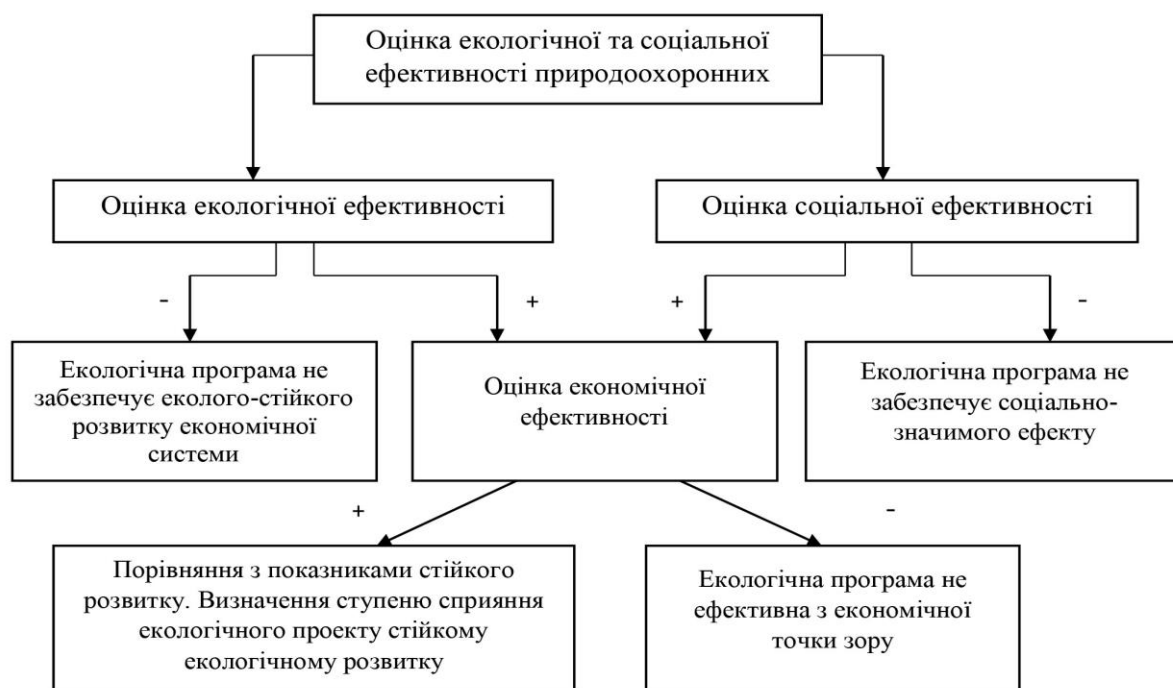 Оцінка екологічної та соціальної
ефективності природоохоронних
Оцінка екологічної ефективності
Оцінка соціальної ефективності
-
+
+
-
Екологічна програма не
забезпечує еколого-стійкого
розвитку економічної
системи
Оцінка економічної
ефективності
Екологічна програма не
забезпечує соціально-
значимого ефекту
+
-
Порівняння з показниками стійкого
розвитку. Визначення ступеню сприяння
екологічного проекту стійкому
екологічному розвитку
Екологічна програма не
ефективна з економічної
точки зору